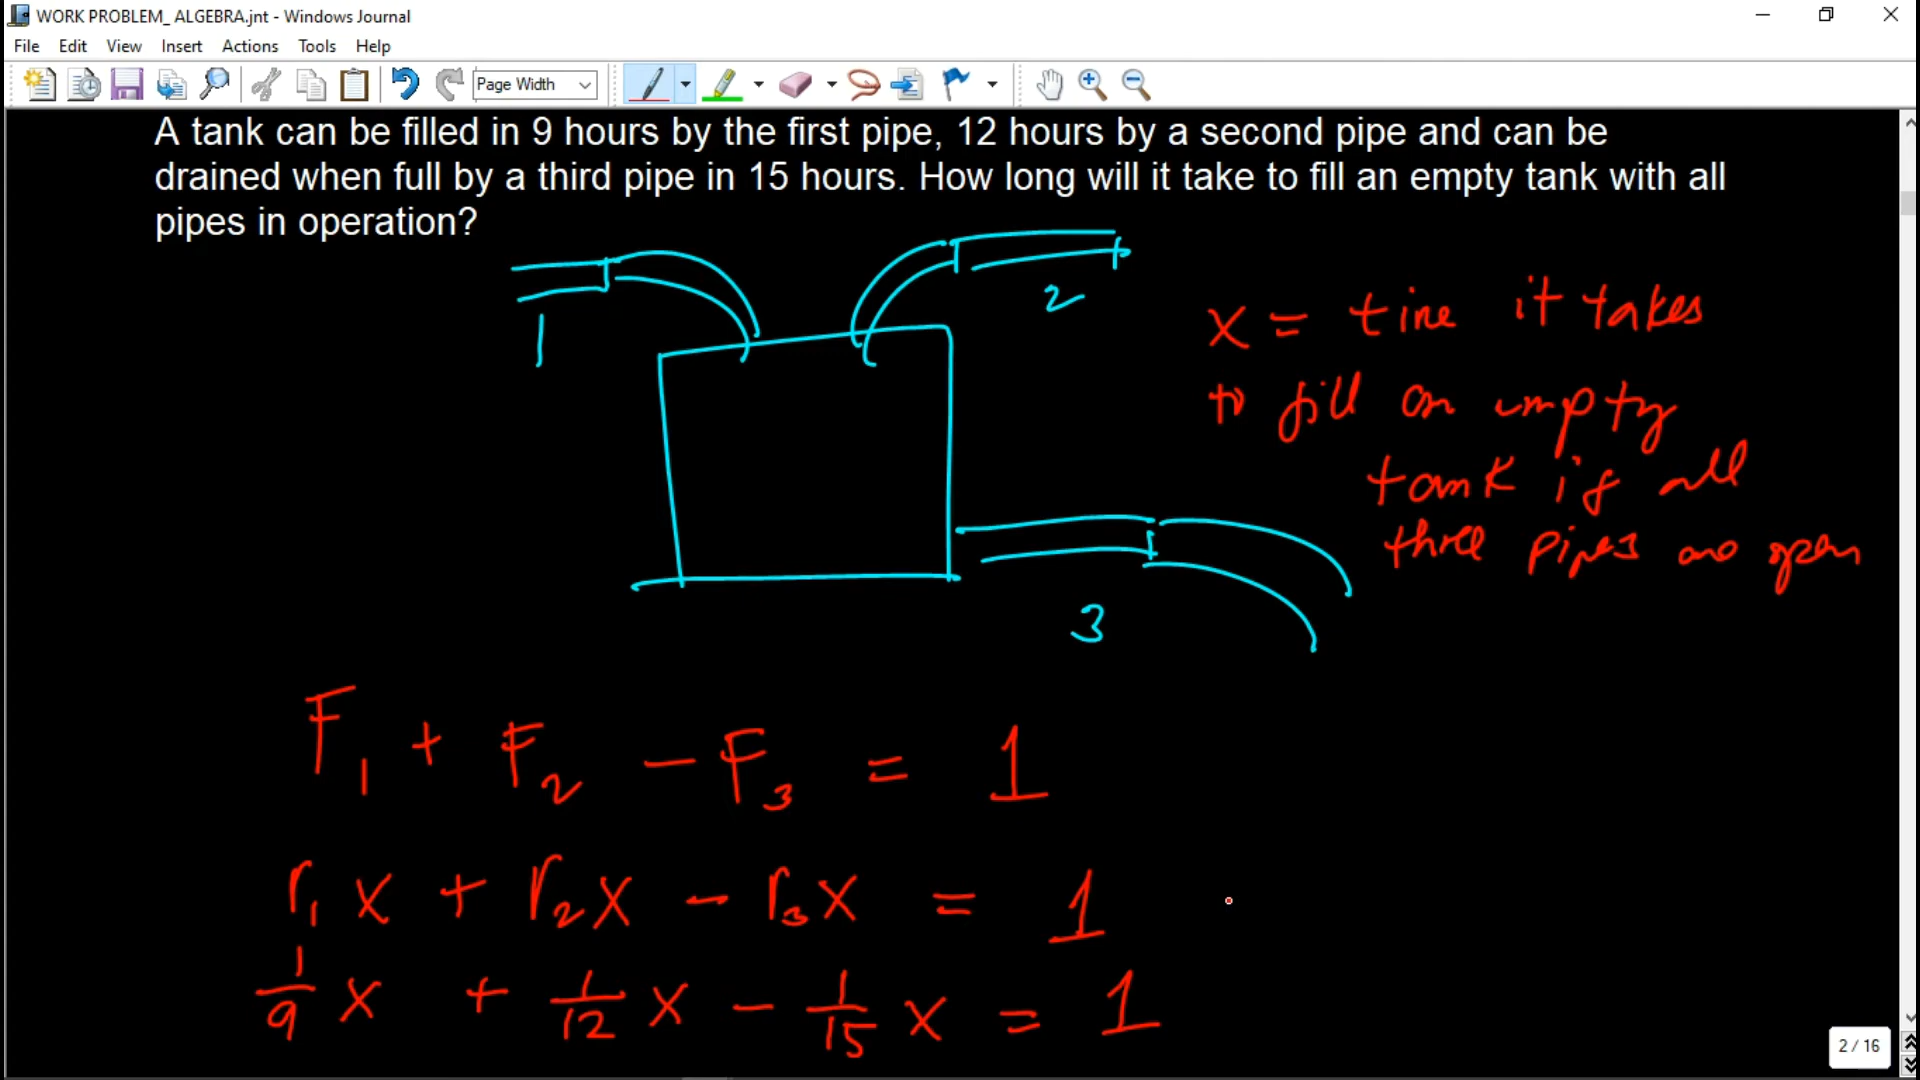 WORK PROBLEM_ ALGEBRA.jnt - Windows Journal
File Edit View Insert Actions Tools Help
Page Width
A tank can be filled in 9 hours by the first pipe, 12 hours by a second pipe and can be
drained when full by a third pipe in 15 hours. How long will it take to fill an empty tank with all
pipes in operation?
1
2
x = time it takes
to fill an empty
tank if all
three pipes are open
3
F₁ + F₂ - F₃ = 1
r₁x + r₂x - r₃x = 1
1/9 x + 1/12 x - 1/15 x = 1
2 / 16